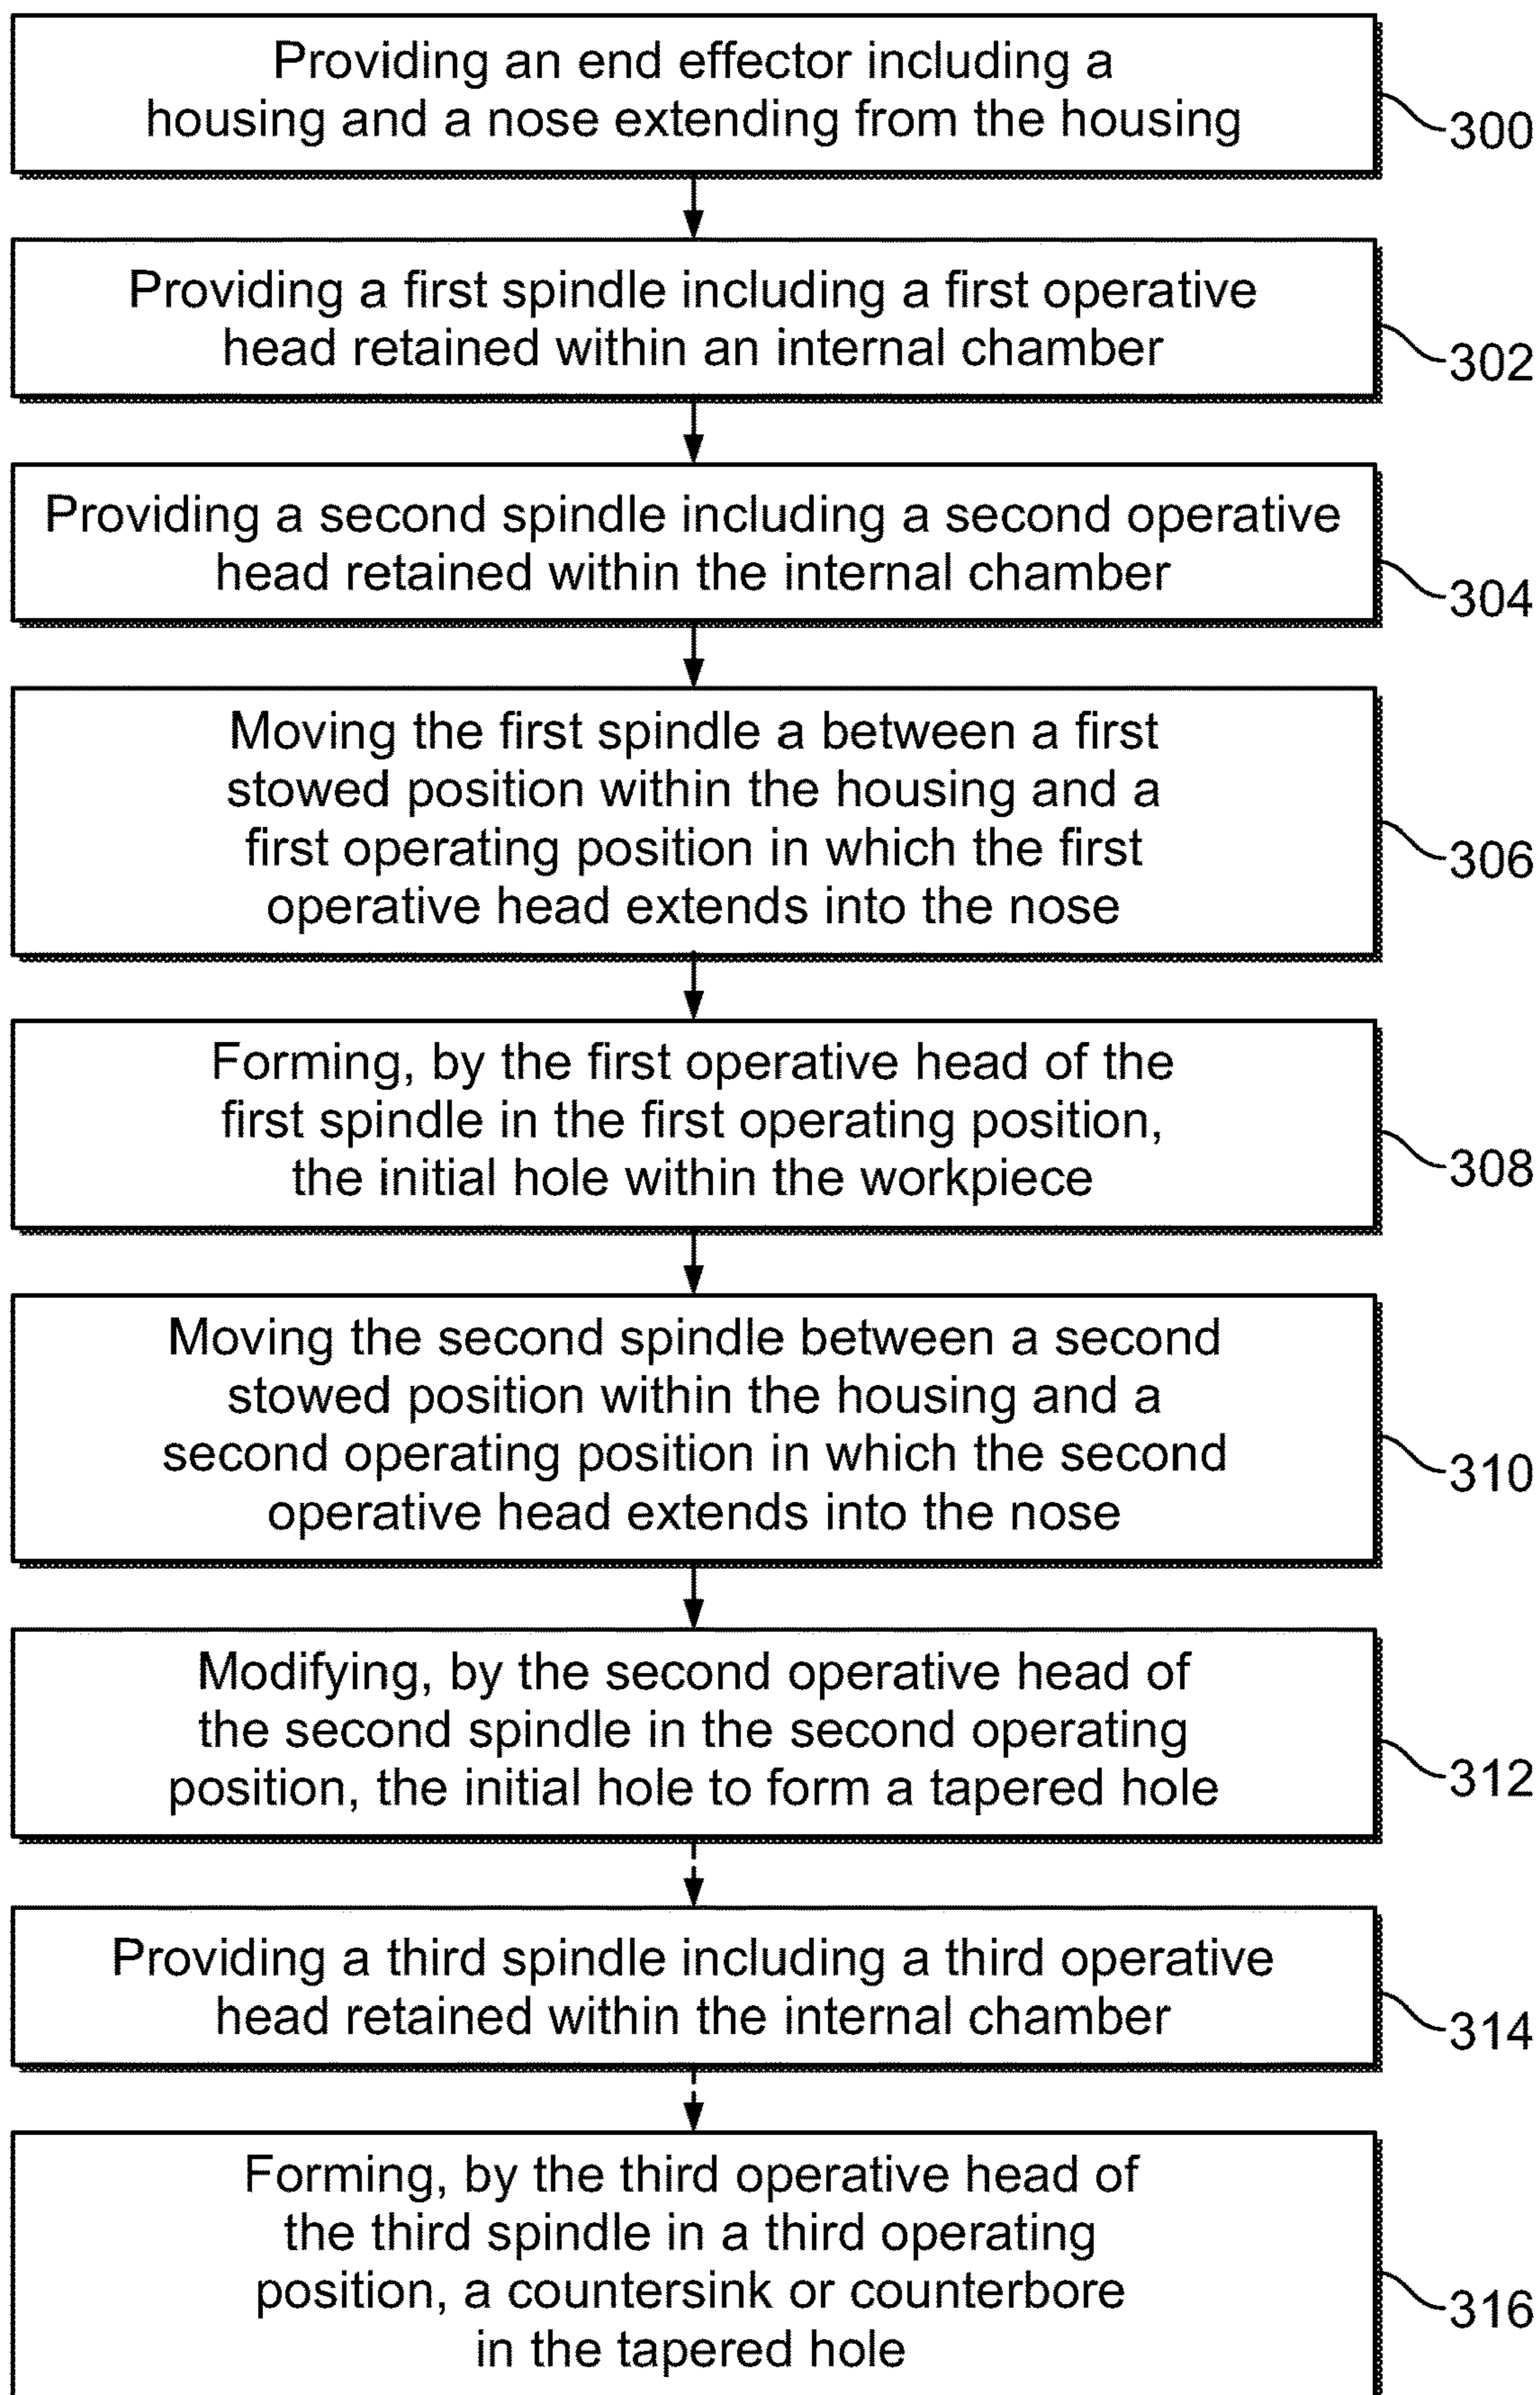 Providing an end effector including a
housing and a nose extending from the housing
300
Providing a first spindle including a first operative
head retained within an internal chamber
302
Providing a second spindle including a second operative
head retained within the internal chamber
304
Moving the first spindle a between a first
stowed position within the housing and a
first operating position in which the first
operative head extends into the nose
306
Forming, by the first operative head of the
first spindle in the first operating position,
the initial hole within the workpiece
308
Moving the second spindle between a second
stowed position within the housing and a
second operating position in which the second
operative head extends into the nose
310
Modifying, by the second operative head of
the second spindle in the second operating
position, the initial hole to form a tapered hole
312
Providing a third spindle including a third operative
head retained within the internal chamber
314
Forming, by the third operative head of
the third spindle in a third operating
position, a countersink or counterbore
in the tapered hole
316